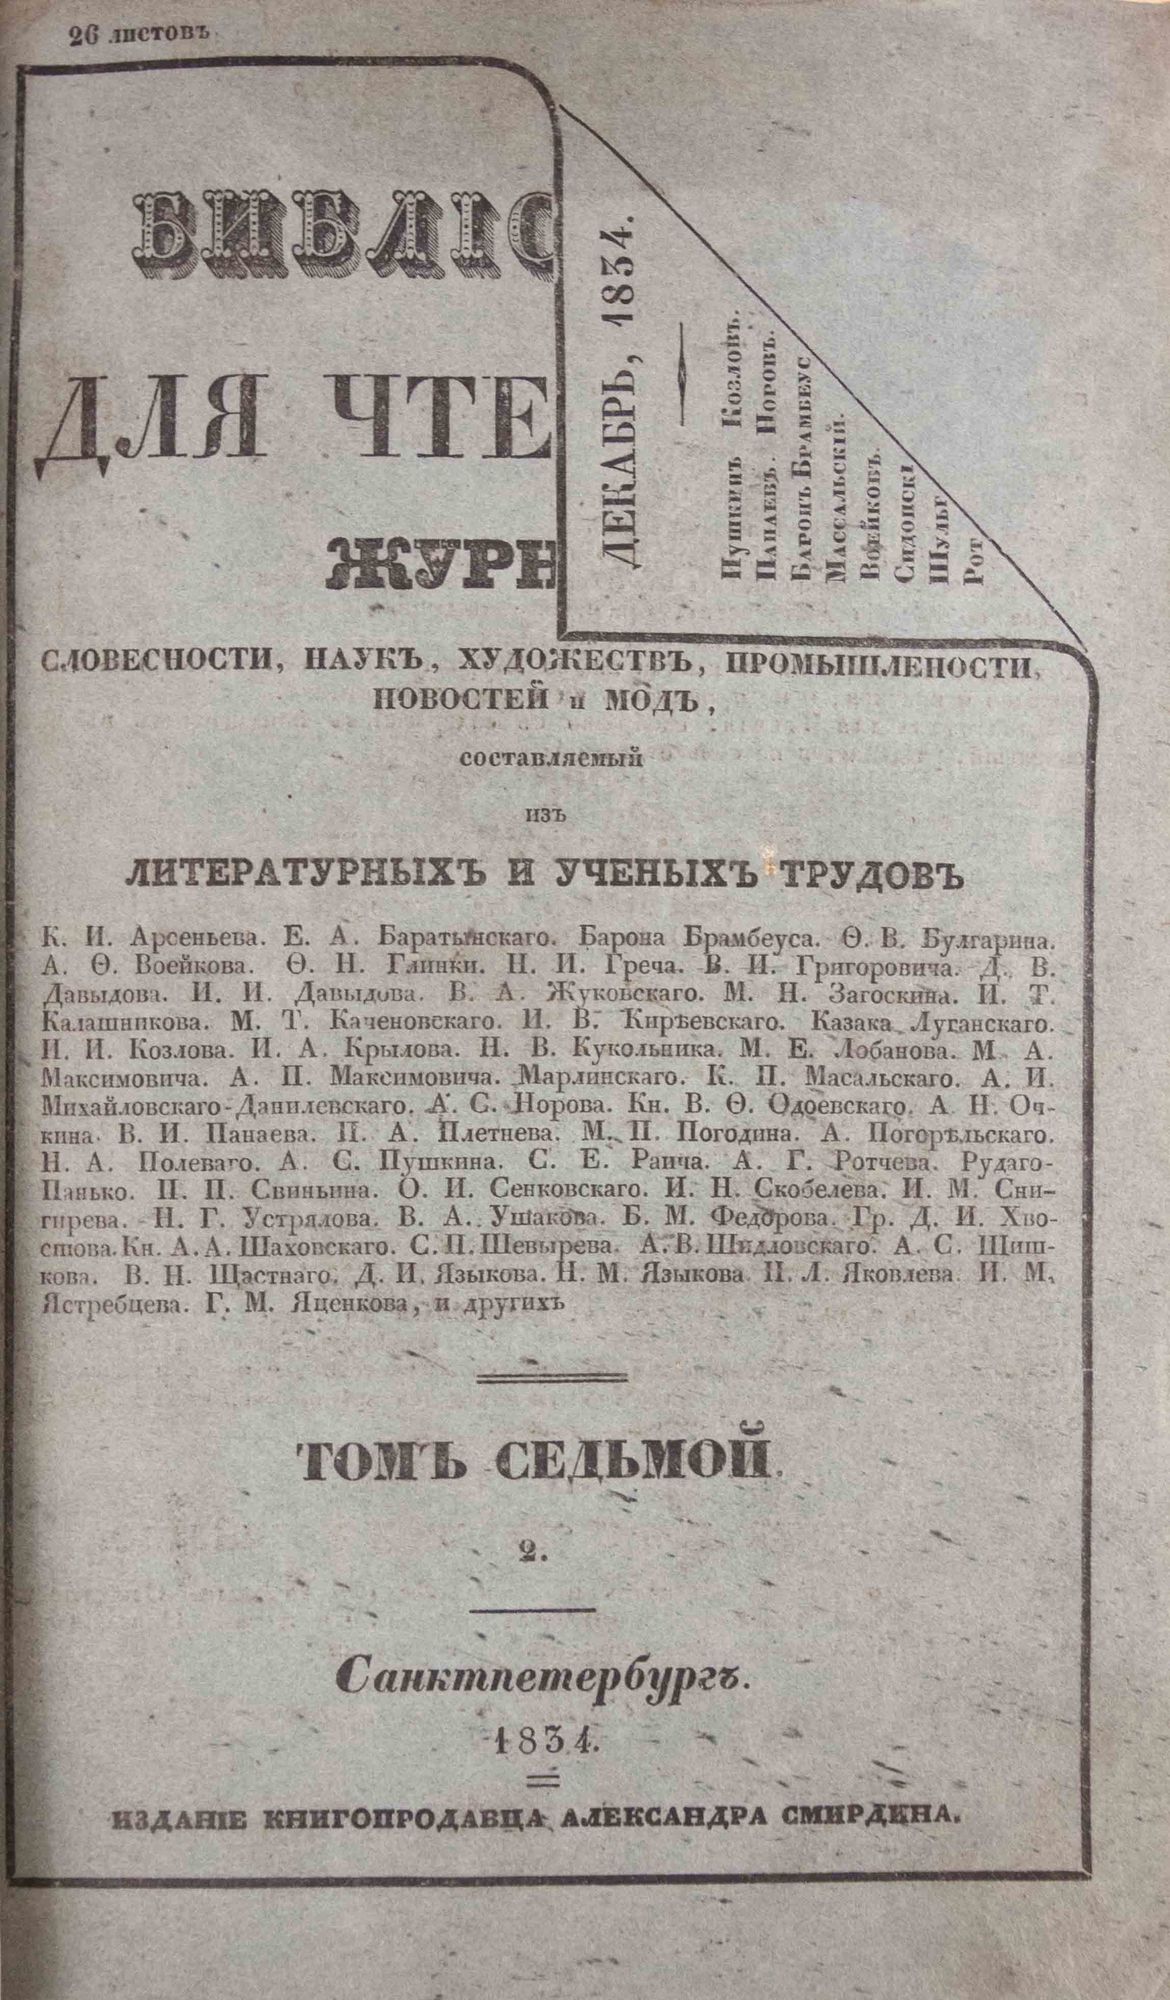 26 листовъ
БИБЛІО
ДЛЯ ЧТЕ
ЖУРН
ДЕКАБРЬ, 1834.
Пушкинъ Козловъ.
Панаевъ. Норовъ.
Баронъ Брамбеус
Массальскій.
Воейковъ.
Сидонскі
Шульг
Рот
СЛОВЕСНОСТИ, НАУКЪ, ХУДОЖЕСТВЪ, ПРОМЫШЛЕНОСТИ,
НОВОСТЕЙ и МОДЪ,
составляемый
изъ
ЛИТЕРАТУРНЫХЪ И УЧЕНЫХЪ ТРУДОВЪ
К. И. Арсеньева. Е. А. Баратынскаго. Барона Брамбеуса. Ѳ. В. Булгарина.
А. Ѳ. Воейкова. Ѳ. Н. Глинки. Н. И. Греча. В. И. Григоровича. Д. В.
Давыдова. И. И. Давыдова. В. А. Жуковскаго. М. Н. Загоскина. И. Т.
Калашникова. М. Т. Каченовскаго. И. В. Кирѣевскаго. Казака Луганскаго.
И. И. Козлова. И. А. Крылова. Н. В. Кукольника. М. Е. Лобанова. М. А.
Максимовича. А. П. Максимовича. Марлинскаго. К. П. Масальскаго. А. И.
Михайловскаго-Данилевскаго. А. С. Норова. Кн. В. Ѳ. Одоевскаго. А. Н. Оч-
кина. В. И. Панаева. П. А. Плетнева. М. П. Погодина. А. Погорѣльскаго.
Н. А. Полеваго. А. С. Пушкина. С. Е. Раича. А. Г. Ротчева. Рудаго-
Панько. П. П. Свиньина. О. И. Сенковскаго. И. Н. Скобелева. И. М. Сни-
гирева. Н. Г. Устрялова. В. А. Ушакова. Б. М. Федорова. Гр. Д. И. Хво-
стова. Кн. А. А. Шаховскаго. С. П. Шевырева. А. В. Шидловскаго. А. С. Шиш-
кова. В. Н. Щастнаго. Д. И. Языкова. Н. М. Языкова. П. Л. Яковлева. И. М.
Ястребцева. Г. М. Яценкова, и другихъ
ТОМЪ СЕДЬМОЙ.
2.
Санктпетербургъ.
1834.
ИЗДАНІЕ КНИГОПРОДАВЦА АЛЕКСАНДРА СМИРДИНА.